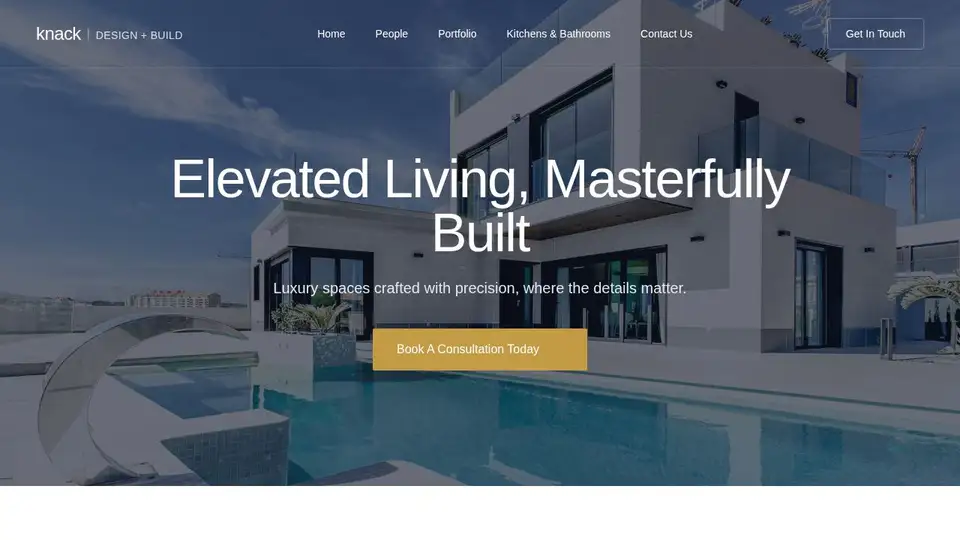 knack | DESIGN + BUILD
Home
People
Portfolio
Kitchens & Bathrooms
Contact Us
Get In Touch
Elevated Living, Masterfully
Built
Luxury spaces crafted with precision, where the details matter.
Book A Consultation Today